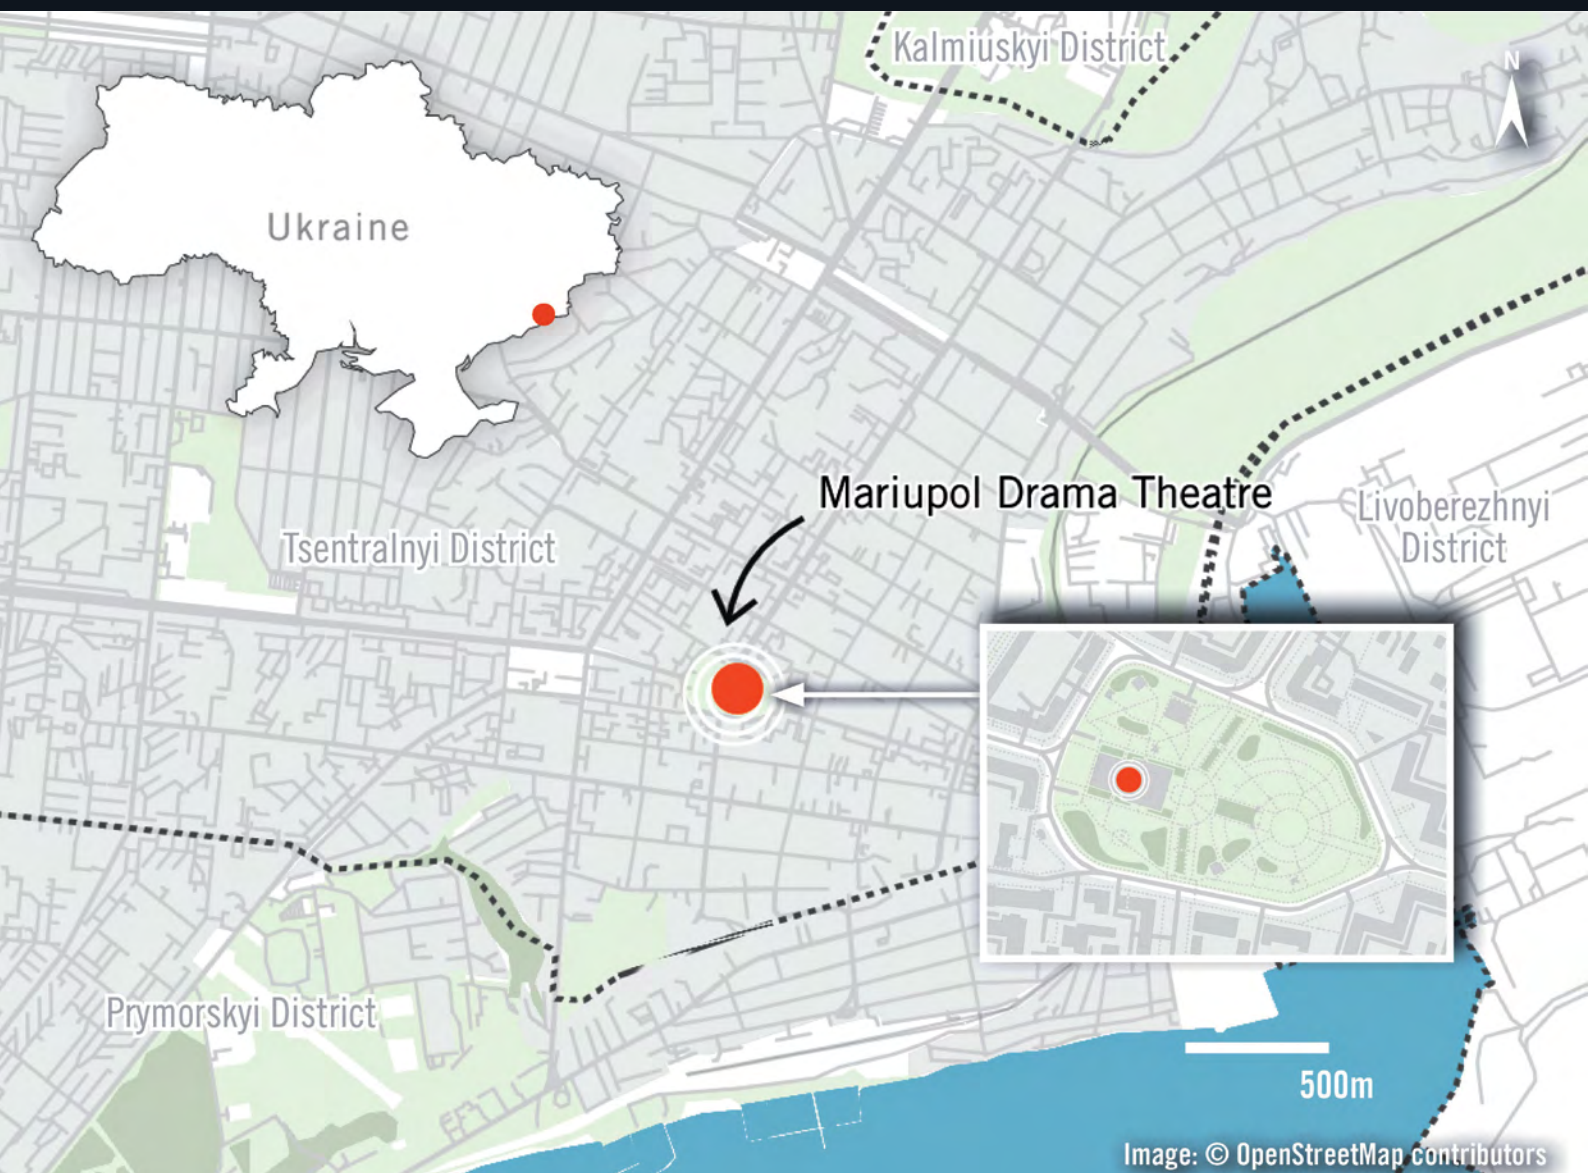 Kalmiuskyi District
N
Ukraine
Mariupol Drama Theatre
Livoberezhnyi
District
Tsentralnyi District
Prymorskyi District
500m
Image: © OpenStreetMap contributors